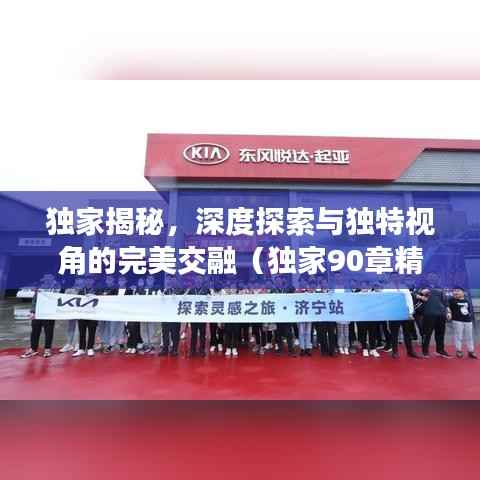 KIA 东风悦达·起亚
独家揭秘，深度探索与独特视
角的完美交融（独家90章精
KIA 探索灵感之旅·济宁站